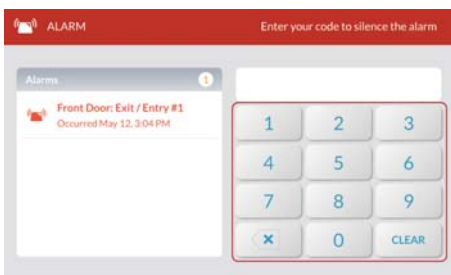 ALARM
Enter your code to silence the alarm
Alarms 1
Front Door: Exit / Entry #1
Occurred May 12, 3:04 PM
1 2 3
4 5 6
7 8 9
0 CLEAR